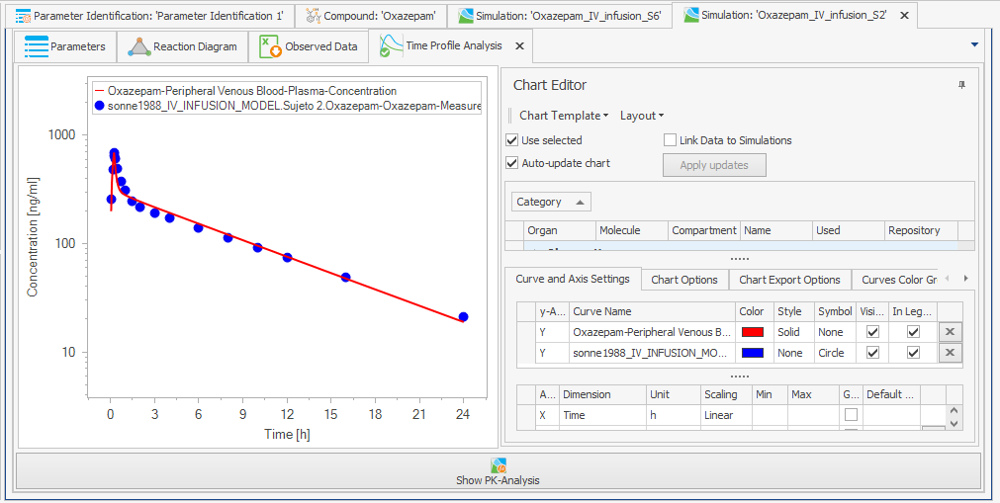 Parameter Identification: 'Parameter Identification 1' Compound: 'Oxazepam' Simulation: 'Oxazepam_IV_infusion_S6' Simulation: 'Oxazepam_IV_infusion_S2'
Parameters Reaction Diagram Observed Data Time Profile Analysis
Oxazepam-Peripheral Venous Blood-Plasma-Concentration
sonne1988_IV_INFUSION_MODEL.Sujeto 2.Oxazepam-Oxazepam-Measure
1000
100
10
Concentration [ng/ml]
0 3 6 9 12 15 18 21 24
Time [h]
Chart Editor
Chart Template Layout
Use selected Link Data to Simulations
Auto-update chart Apply updates
Category
Organ Molecule Compartment Name Used Repository
Curve and Axis Settings Chart Options Chart Export Options Curves Color Gr
y-A... Curve Name Color Style Symbol Visi... In Leg...
Y Oxazepam-Peripheral Venous B... Solid None
Y sonne1988_IV_INFUSION_MO... None Circle
A... Dimension Unit Scaling Min Max G... Default ...
X Time h Linear
Show PK-Analysis